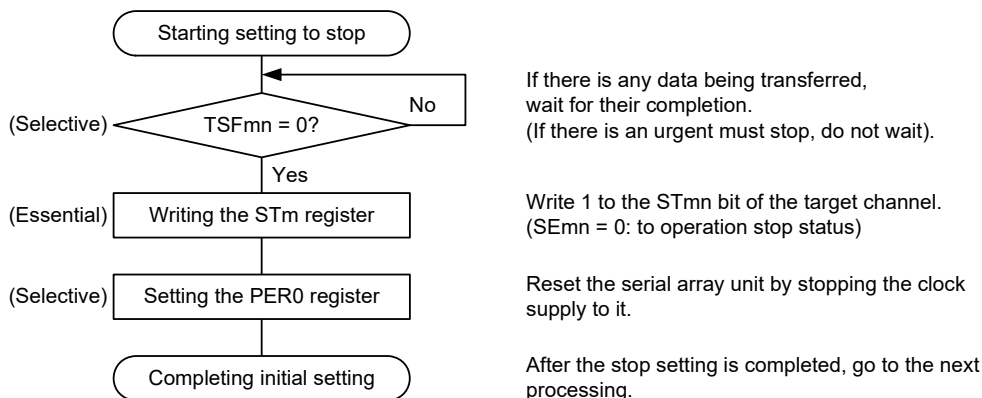 Starting setting to stop
If there is any data being transferred,
wait for their completion.
(If there is an urgent must stop, do not wait).
(Selective)
TSFmn = 0?
No
Yes
(Essential)
Writing the STm register
Write 1 to the STmn bit of the target channel.
(SEmn = 0: to operation stop status)
(Selective)
Setting the PER0 register
Reset the serial array unit by stopping the clock
supply to it.
Completing initial setting
After the stop setting is completed, go to the next
processing.